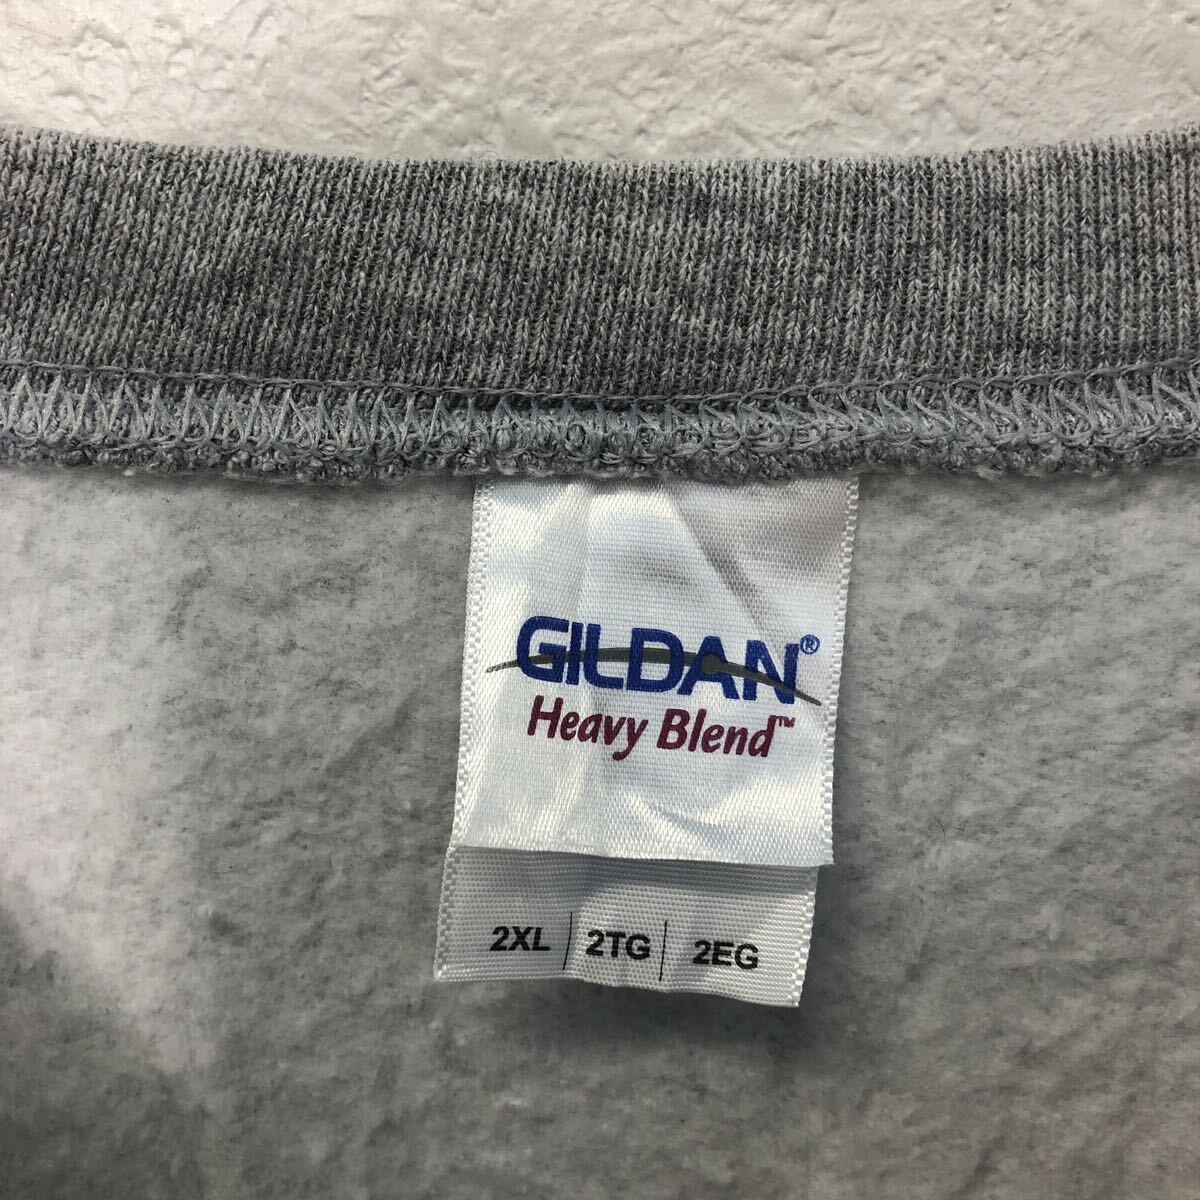 GILDAN®
Heavy Blend™
2XL | 2TG | 2EG